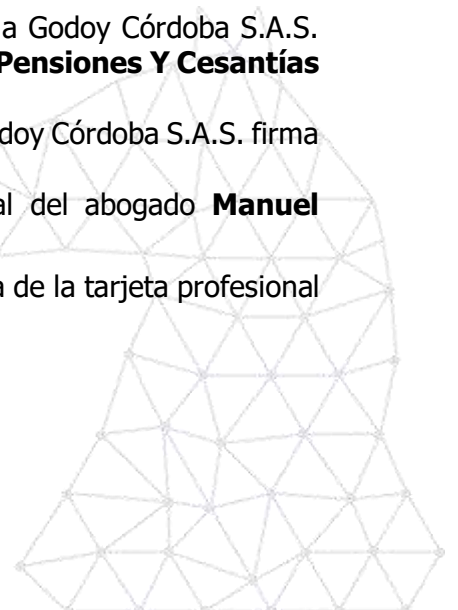 a Godoy Córdoba S.A.S.
Pensiones Y Cesantías
doy Córdoba S.A.S. firma
al del abogado Manuel
a de la tarjeta profesional